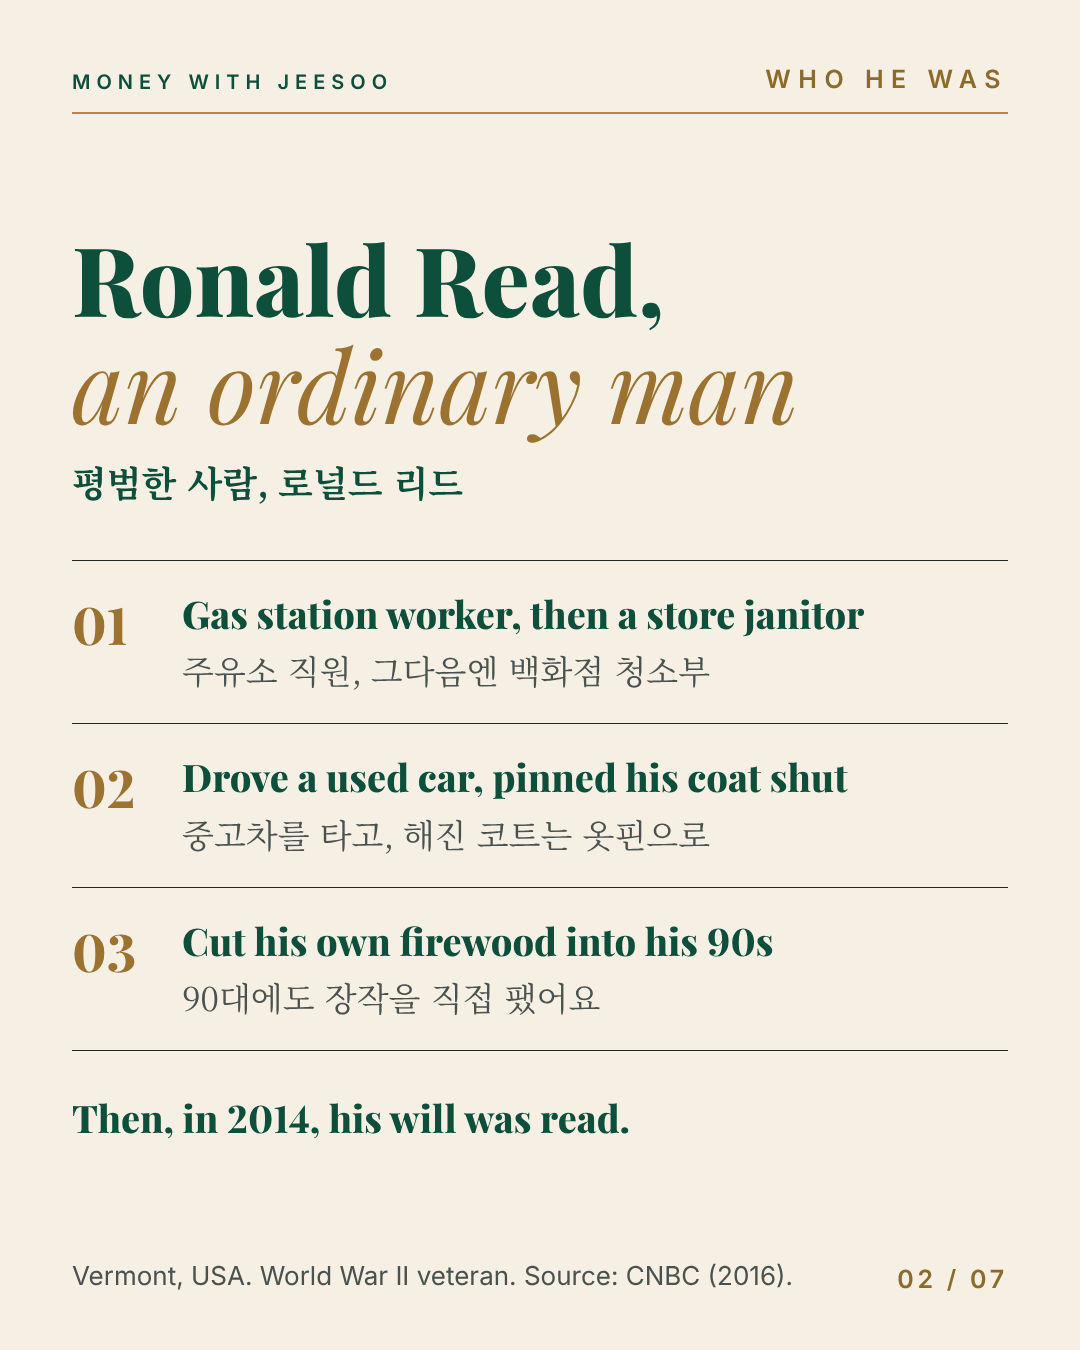 MONEY WITH JEESOO
WHO HE WAS
Ronald Read,
an ordinary man
평범한 사람, 로널드 리드
01
Gas station worker, then a store janitor
주유소 직원, 그다음엔 백화점 청소부
02
Drove a used car, pinned his coat shut
중고차를 타고, 해진 코트는 옷핀으로
03
Cut his own firewood into his 90s
90대에도 장작을 직접 팼어요
Then, in 2014, his will was read.
Vermont, USA. World War II veteran. Source: CNBC (2016).
02 / 07